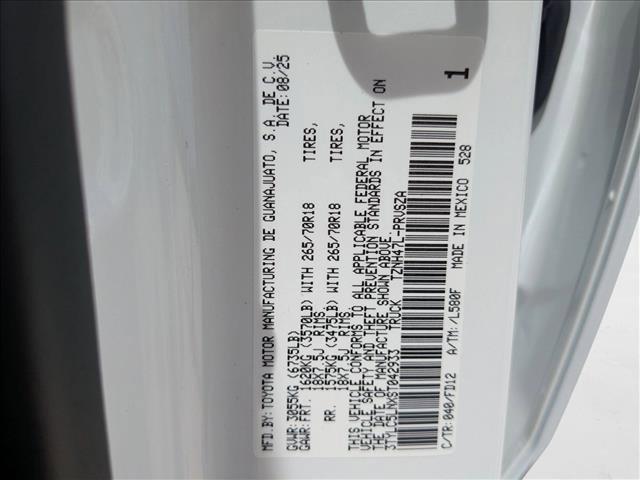 MFD.BY: TOYOTA MOTOR MANUFACTURING DE GUANAJUATO, S.A.DE C.V.
DATE: 08/25
GVWR: 3055KG (6735LB)
GAWR: FRT. 1620KG (3570LB) WITH 265/70R18 TIRES,
18X7.5J RIMS.
RR. 1575KG (3475LB) WITH 265/70R18 TIRES,
18X7.5J RIMS.
THIS VEHICLE CONFORMS TO ALL APPLICABLE FEDERAL MOTOR
VEHICLE SAFETY AND THEFT PREVENTION STANDARDS IN EFFECT ON
THE DATE OF MANUFACTURE SHOWN ABOVE.
3TYLC5LNXST042933 TRUCK TZNH47L-PRVSZA
C/TR: 040/FD12 A/TM: /L580F MADE IN MEXICO 528
1